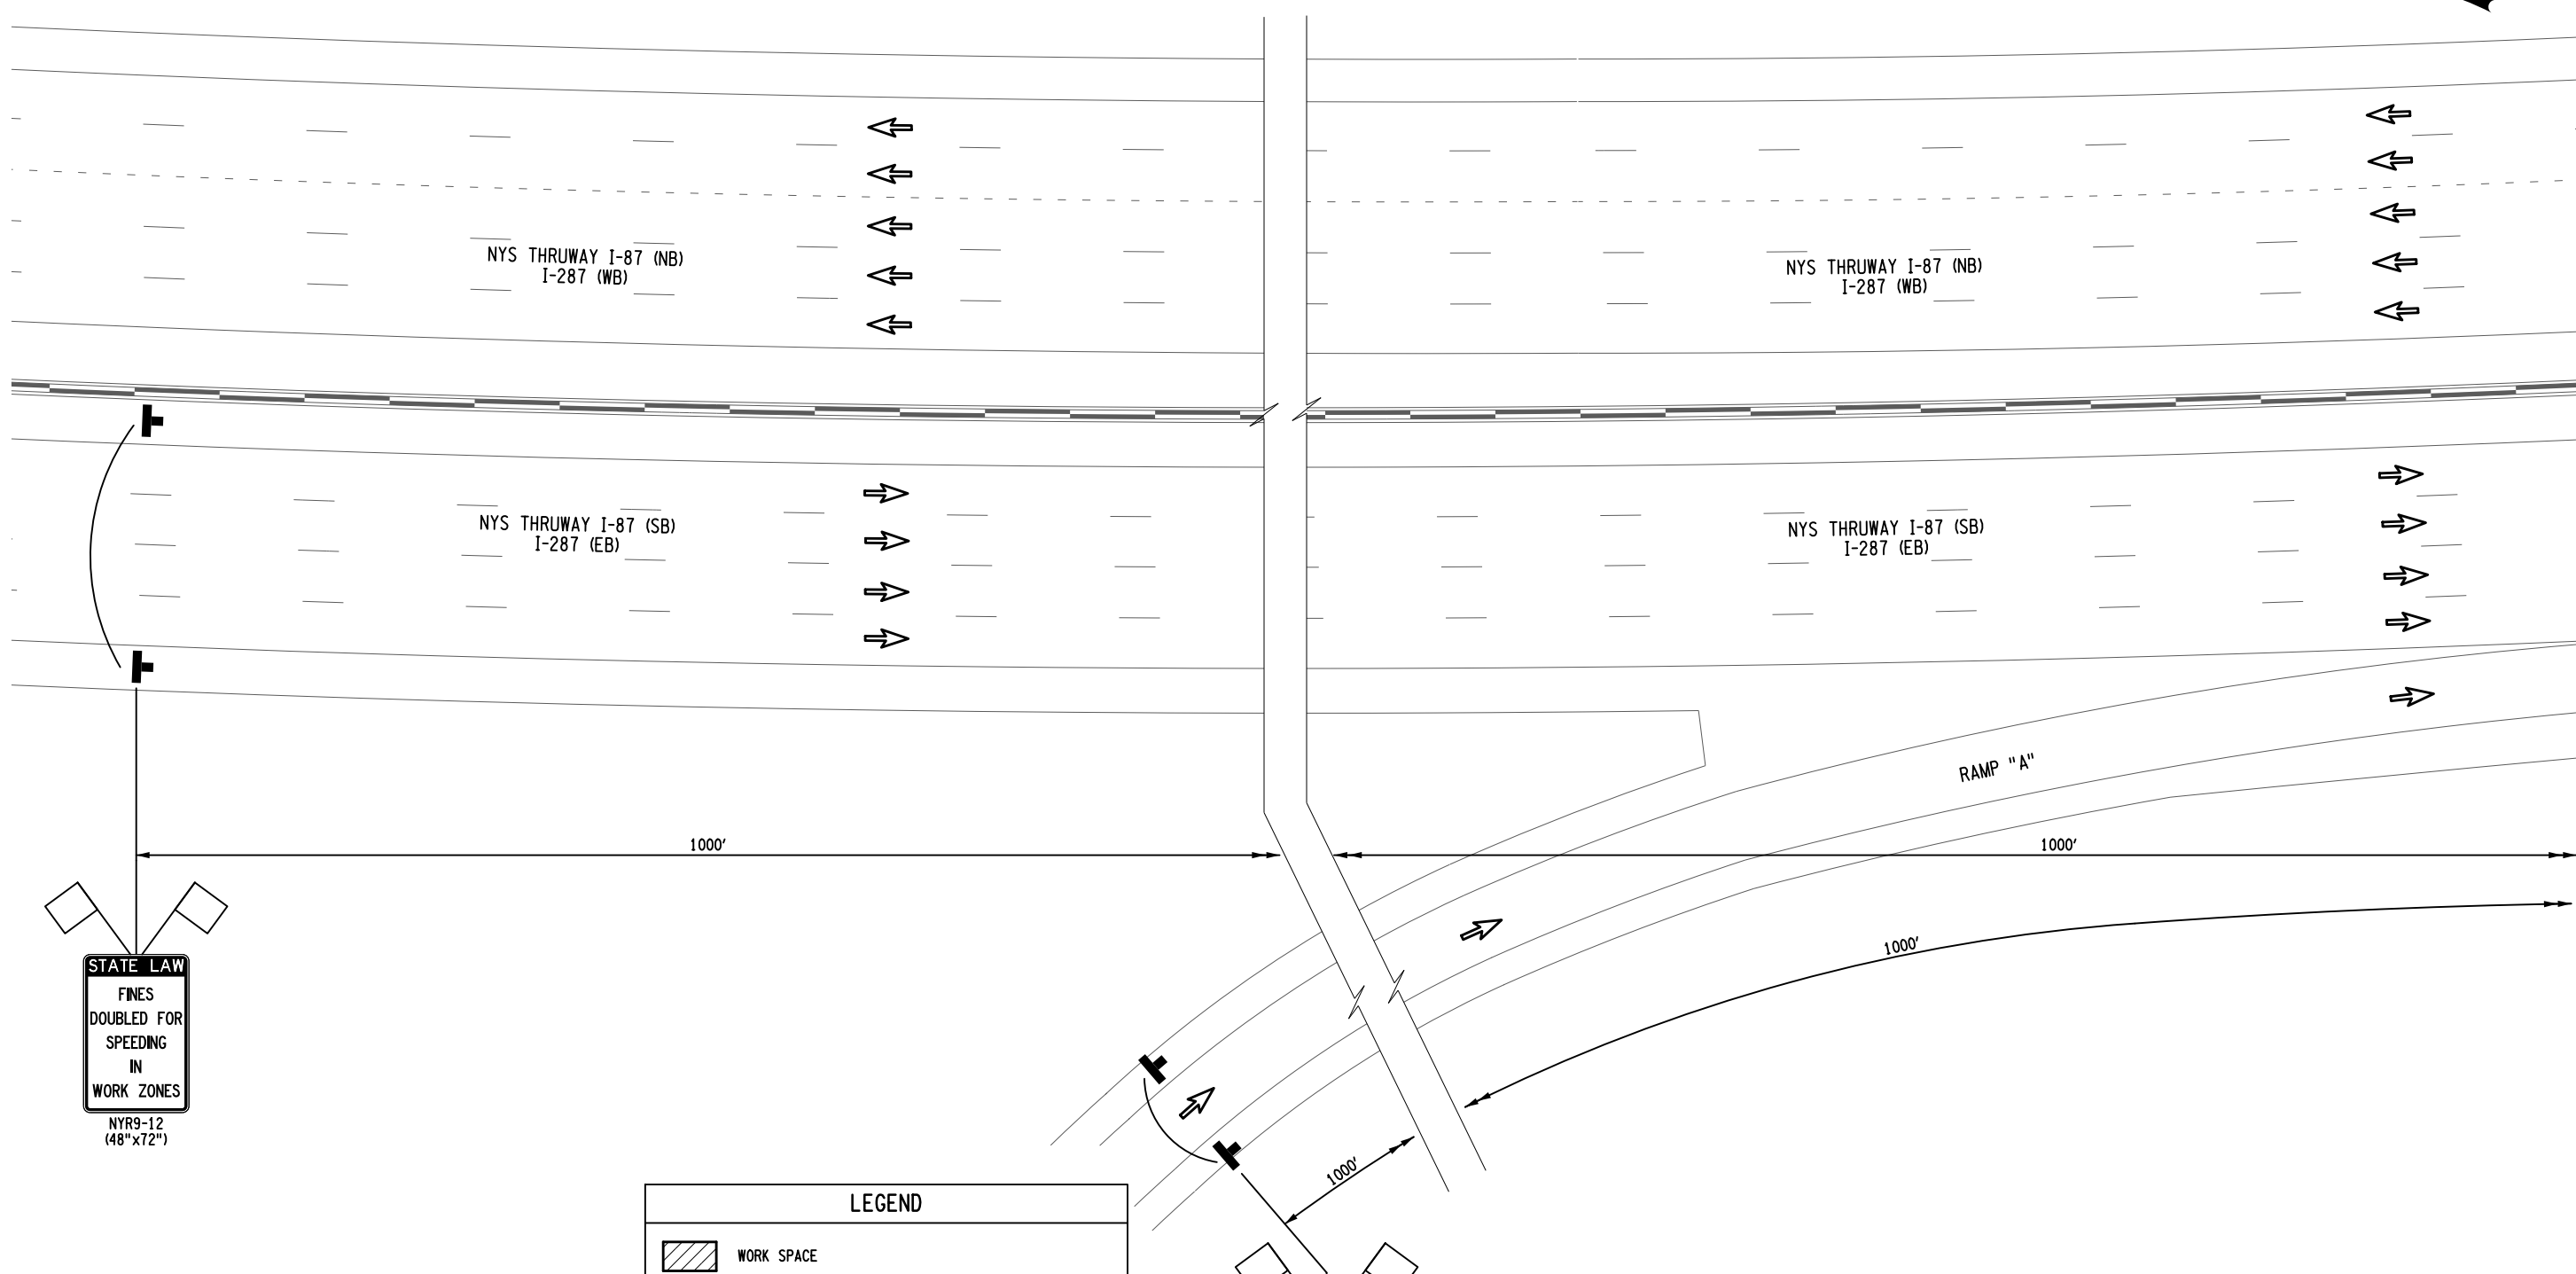 NYS THRUWAY I-87 (NB)
I-287 (WB)
NYS THRUWAY I-87 (NB)
I-287 (WB)
NYS THRUWAY I-87 (SB)
I-287 (EB)
NYS THRUWAY I-87 (SB)
I-287 (EB)
RAMP "A"
1000'
1000'
1000'
1000'
STATE LAW
FINES
DOUBLED FOR
SPEEDING
IN
WORK ZONES
NYR9-12
(48"x72")
LEGEND
WORK SPACE